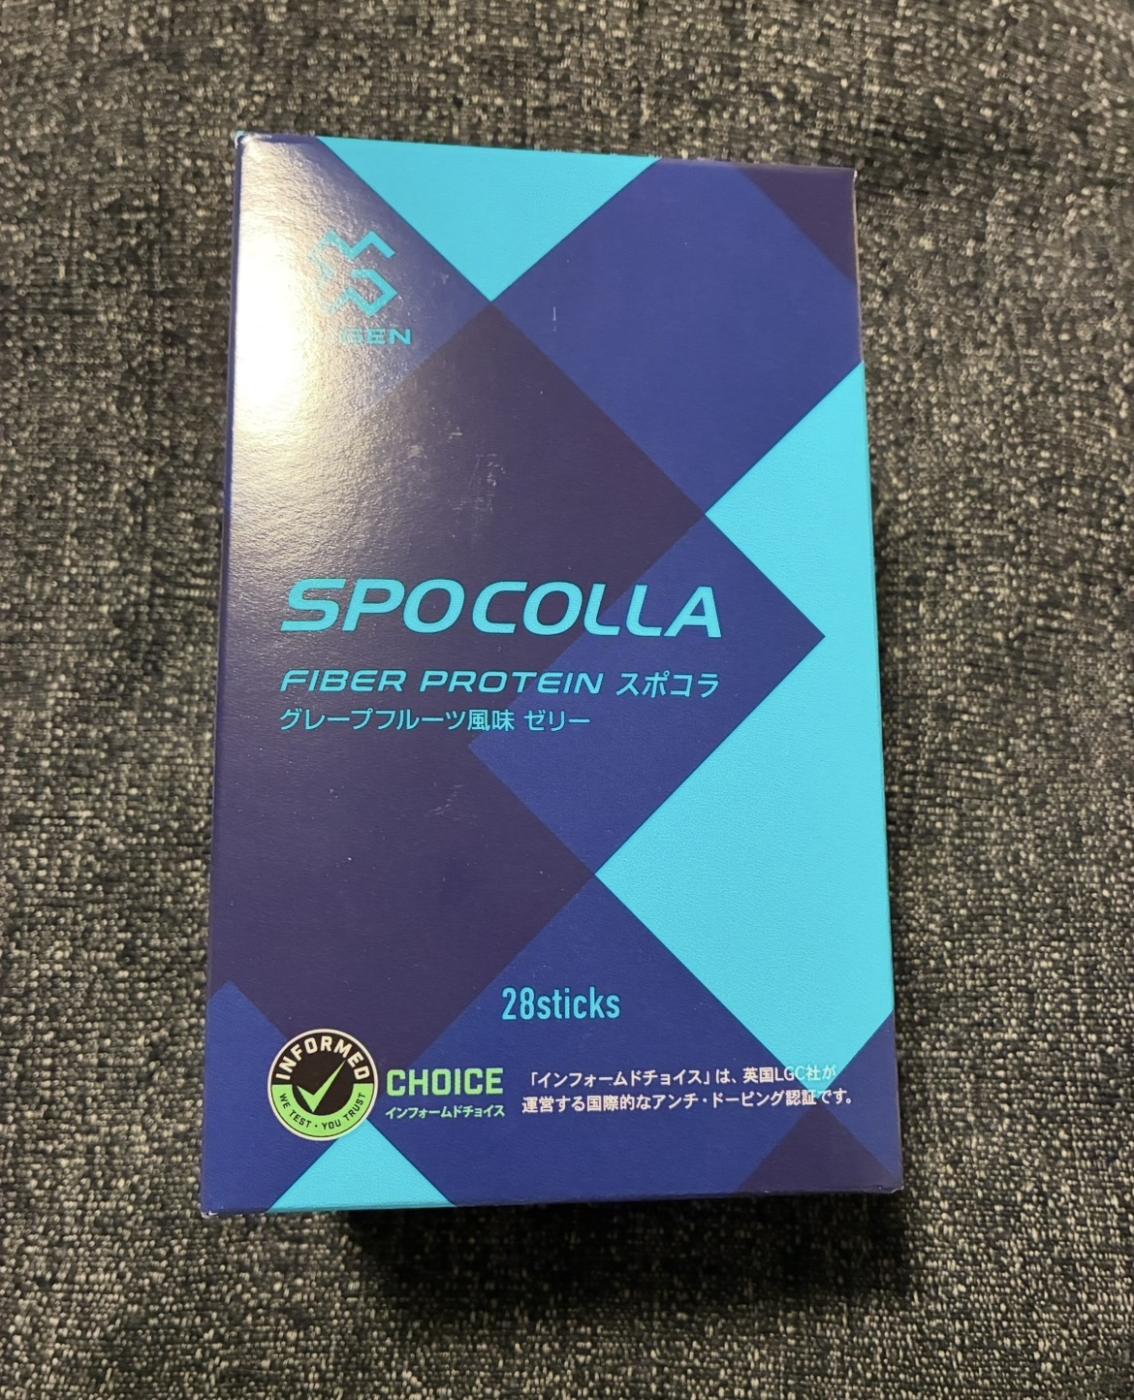 SPOCOLLA
FIBER PROTEIN スポコラ
グレープフルーツ風味 ゼリー
28sticks
INFORMED
WE TEST · YOU TRUST
CHOICE
インフォームドチョイス
「インフォームドチョイス」は、英国LGC社が
運営する国際的なアンチ・ドーピング認証です。